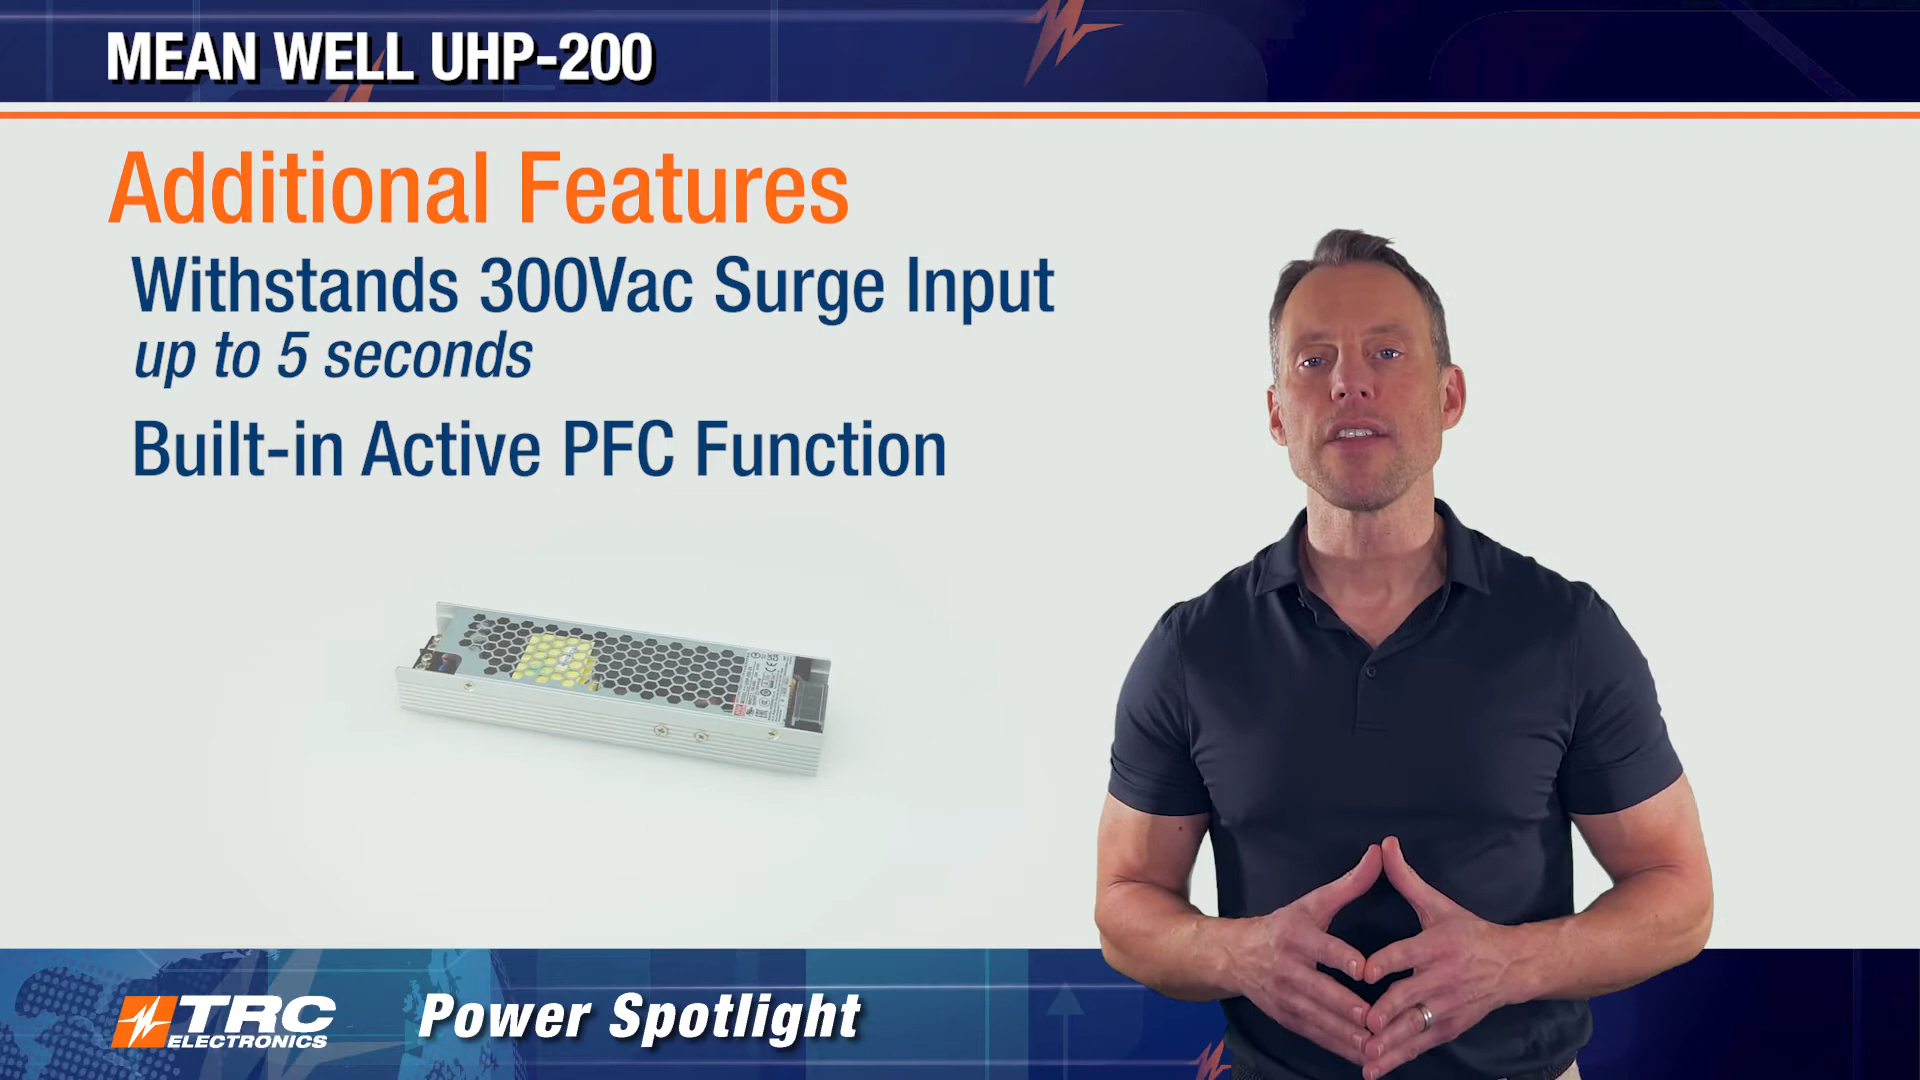 MEAN WELL UHP-200
Additional Features
Withstands 300Vac Surge Input
up to 5 seconds
Built-in Active PFC Function
TRC
ELECTRONICS
Power Spotlight